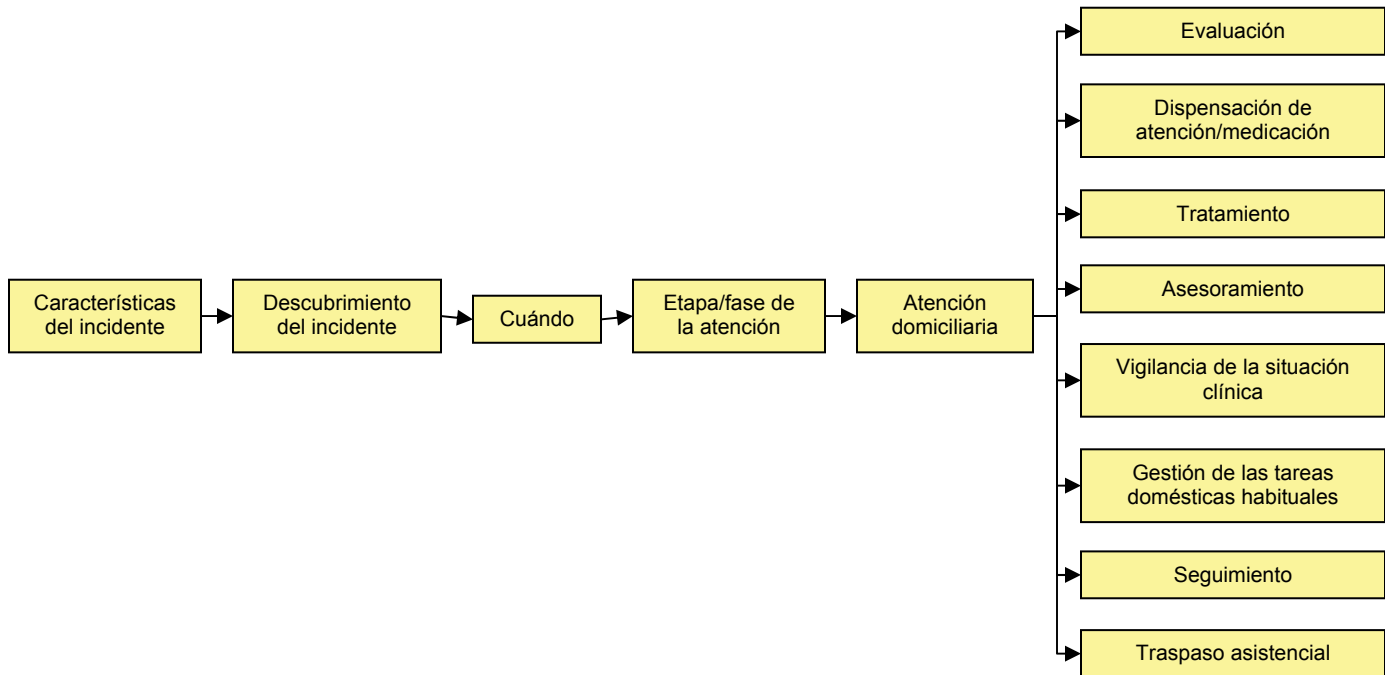 Características
del incidente
Descubrimiento
del incidente
Cuándo
Etapa/fase de
la atención
Atención
domiciliaria
Evaluación
Dispensación de
atención/medicación
Tratamiento
Asesoramiento
Vigilancia de la situación
clínica
Gestión de las tareas
domésticas habituales
Seguimiento
Traspaso asistencial